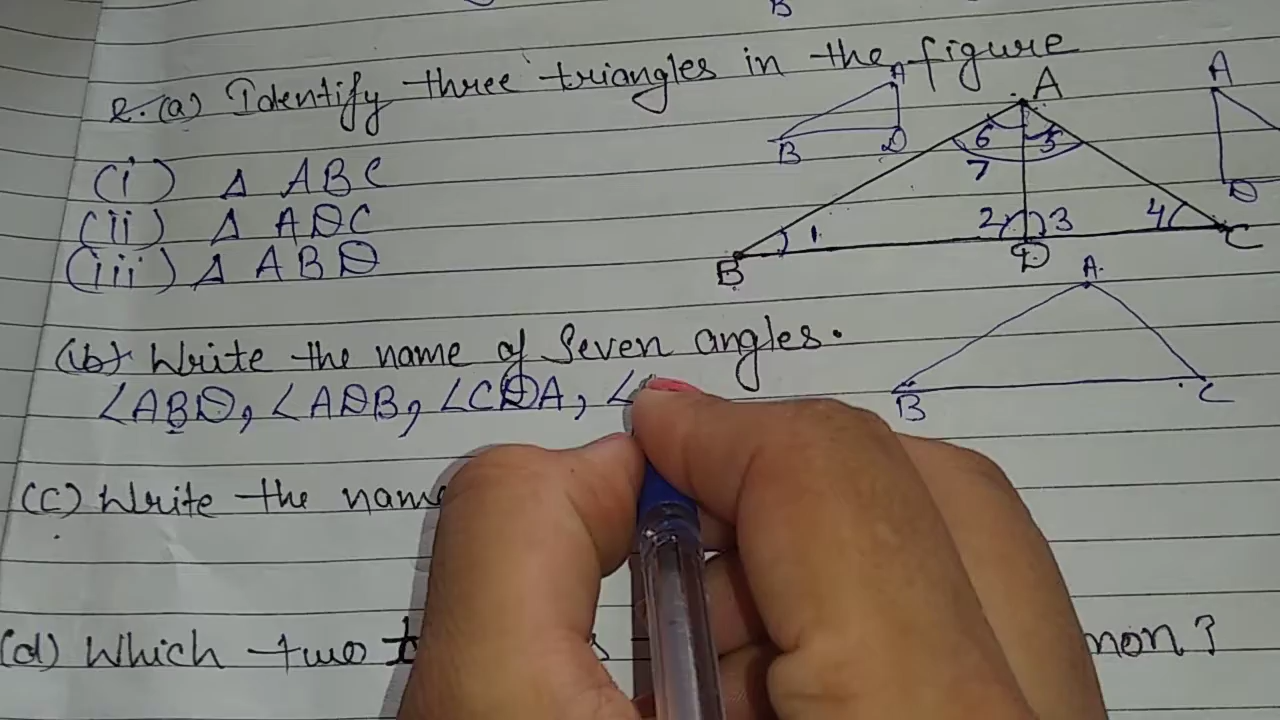 B
2.(a) Identify three triangles in the figure
A
B
D
A
6
5
7
1
2
3
4
B
D
C
A
D
(i) Δ ABC
(ii) Δ ADC
(iii) Δ ABD
A
B
C
(b) Write the name of Seven angles.
∠ABD, ∠ADB, ∠CDA, ∠
(c) Write the name
(d) Which two